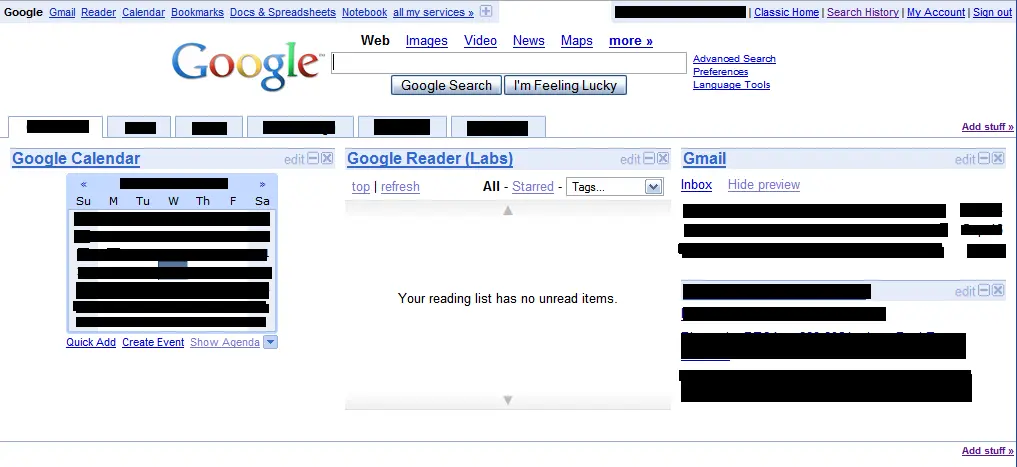 Google Gmail Reader Calendar Bookmarks Docs & Spreadsheets Notebook all my services » | Classic Home | Search History | My Account | Sign out
Web Images Video News Maps more »
Google™
Advanced Search
Preferences
Language Tools
Google Search I'm Feeling Lucky
Add stuff »
Google Calendar edit
« »
Su M Tu W Th F Sa
Quick Add Create Event Show Agenda
Google Reader (Labs) edit
top | refresh All - Starred - Tags...
Your reading list has no unread items.
Gmail edit
Inbox Hide preview
edit
Add stuff »